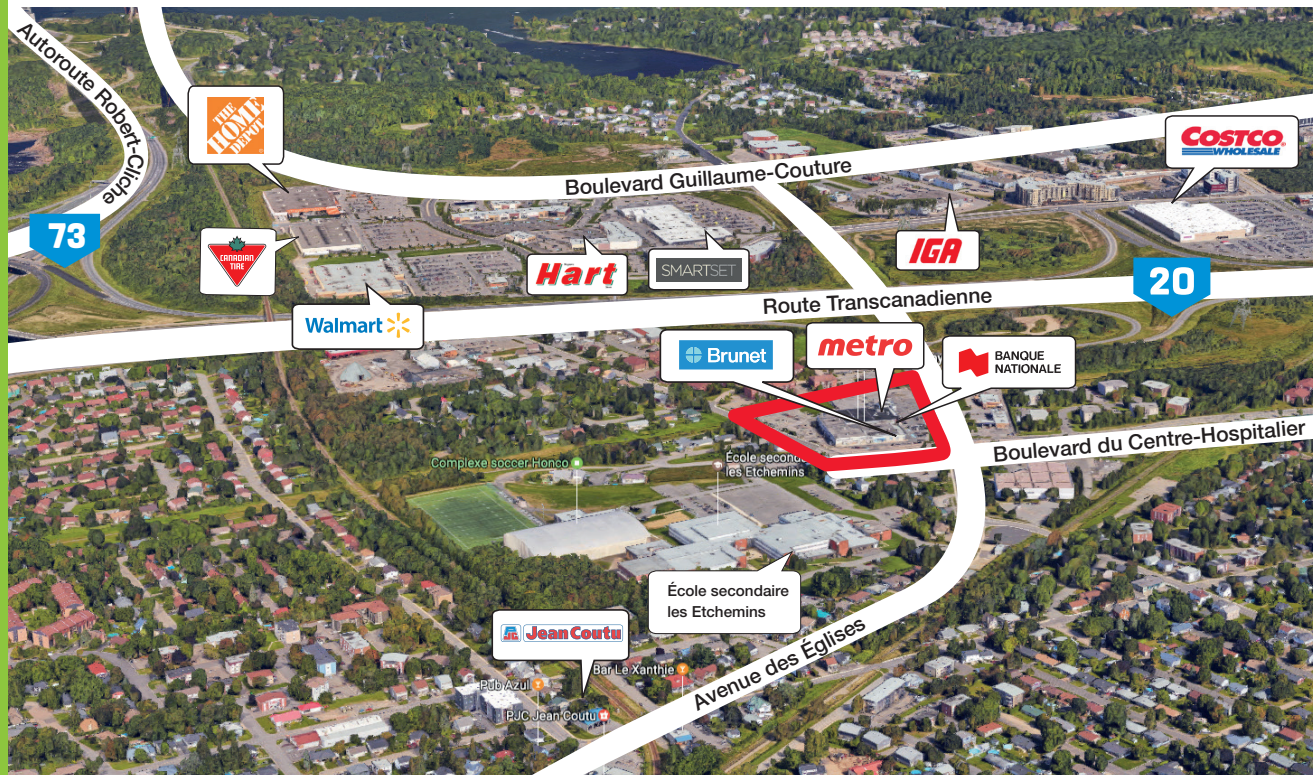 Autoroute Robert-Cliche
THE
HOME
DEPOT
Boulevard Guillaume-Couture
COSTCO
WHOLESALE
73
CANADIAN
TIRE
Hart
SMARTSET
IGA
20
Route Transcanadienne
Walmart
Brunet
metro
BANQUE
NATIONALE
Boulevard du Centre-Hospitalier
Complexe soccer Honco
École second
les Etchemins
École secondaire
les Etchemins
PJC Jean Coutu
Bar Le Xanthie
Pub Azul
PJC Jean Coutu
Avenue des Églises